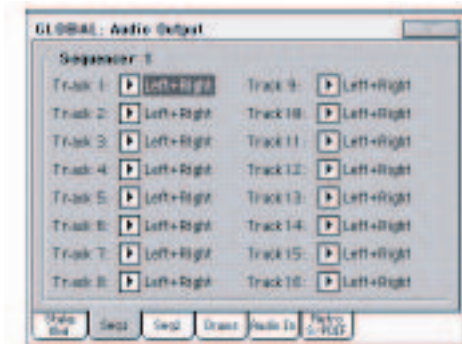 GLOBAL: Audio Output
Sequencer 1
Track 1: Left+Right
Track 2: Left+Right
Track 3: Left+Right
Track 4: Left+Right
Track 5: Left+Right
Track 6: Left+Right
Track 7: Left+Right
Track 8: Left+Right
Track 9: Left+Right
Track 10: Left+Right
Track 11: Left+Right
Track 12: Left+Right
Track 13: Left+Right
Track 14: Left+Right
Track 15: Left+Right
Track 16: Left+Right
Style
Seq1
Seq2
Drums
Audio In
Metro
S-PDIF